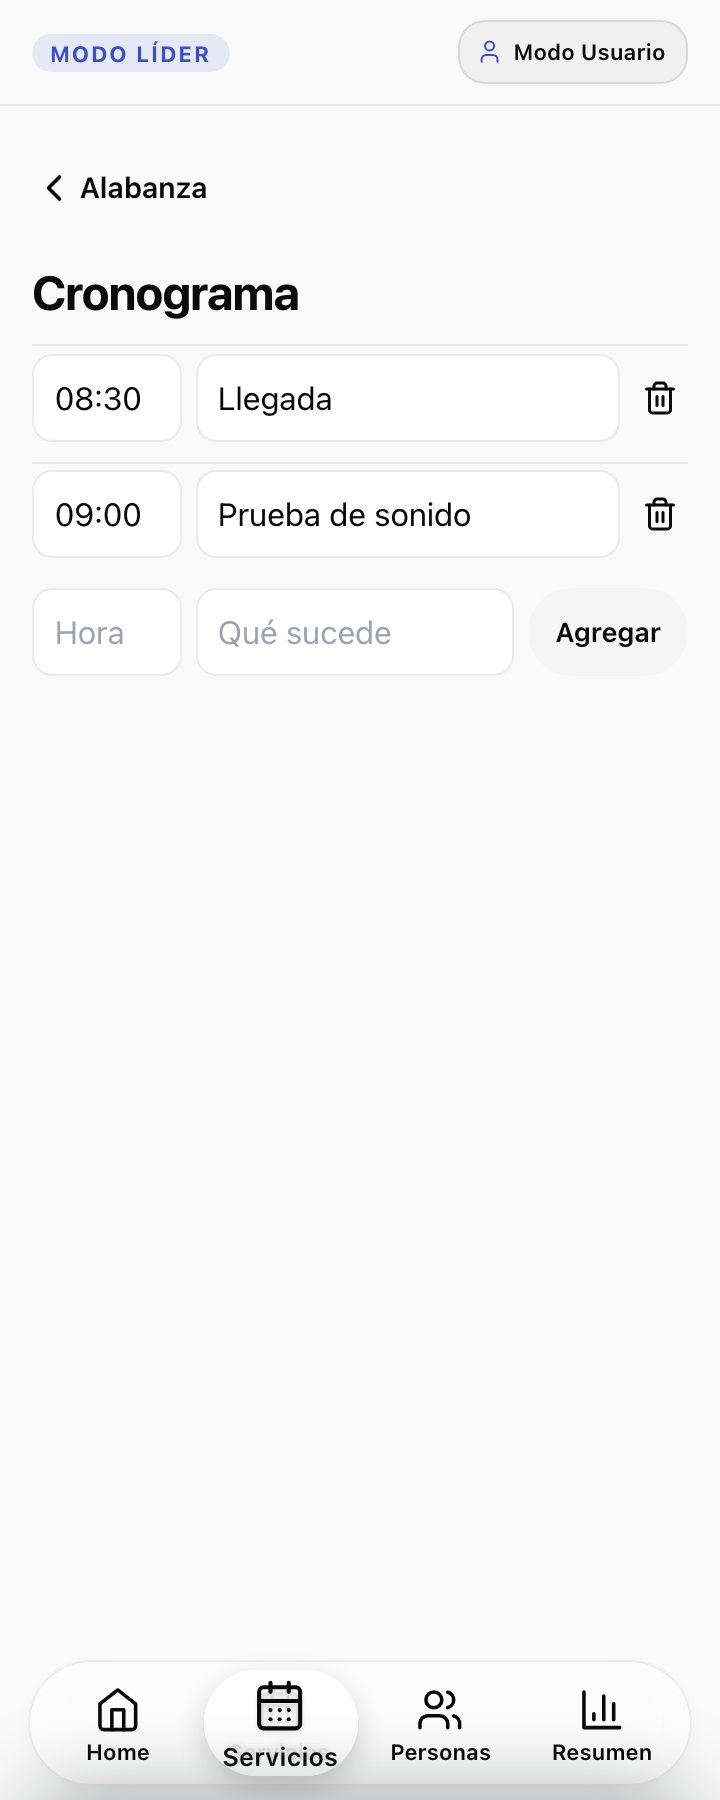 MODO LÍDER
Modo Usuario
Alabanza
Cronograma
08:30 Llegada
09:00 Prueba de sonido
Hora Qué sucede Agregar
Home Servicios Personas Resumen